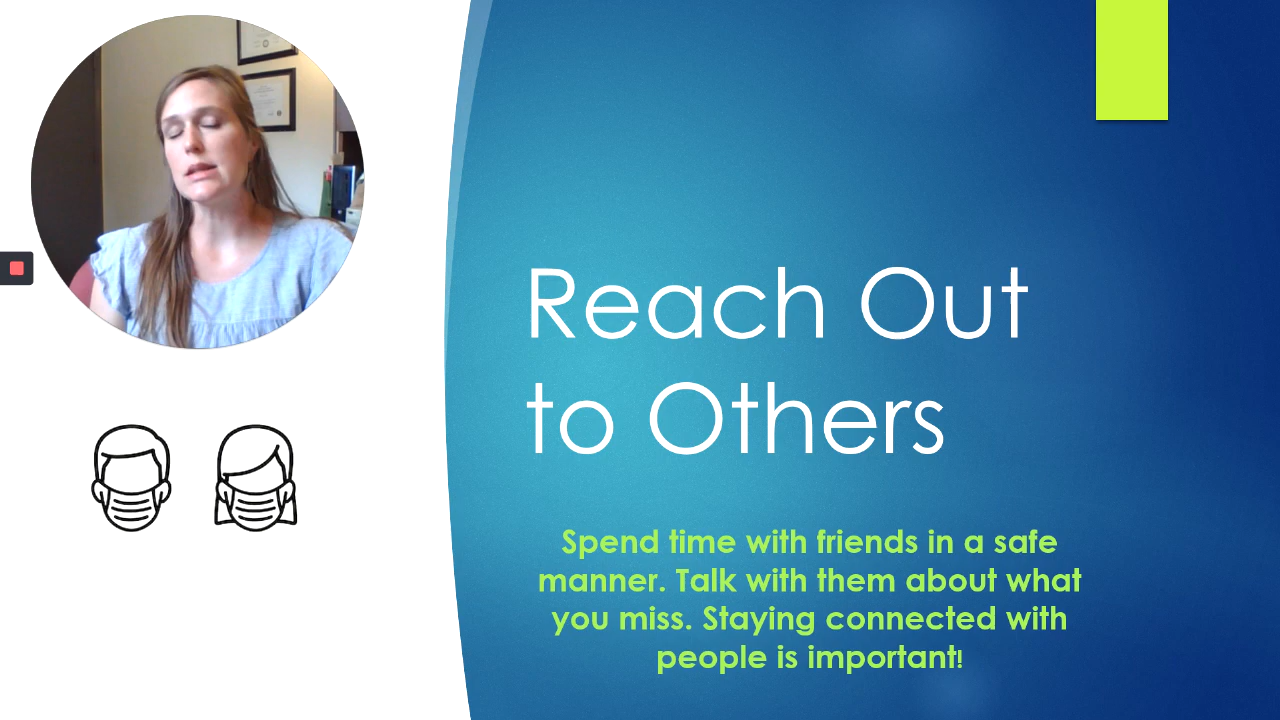 Reach Out
to Others
Spend time with friends in a safe
manner. Talk with them about what
you miss. Staying connected with
people is important!